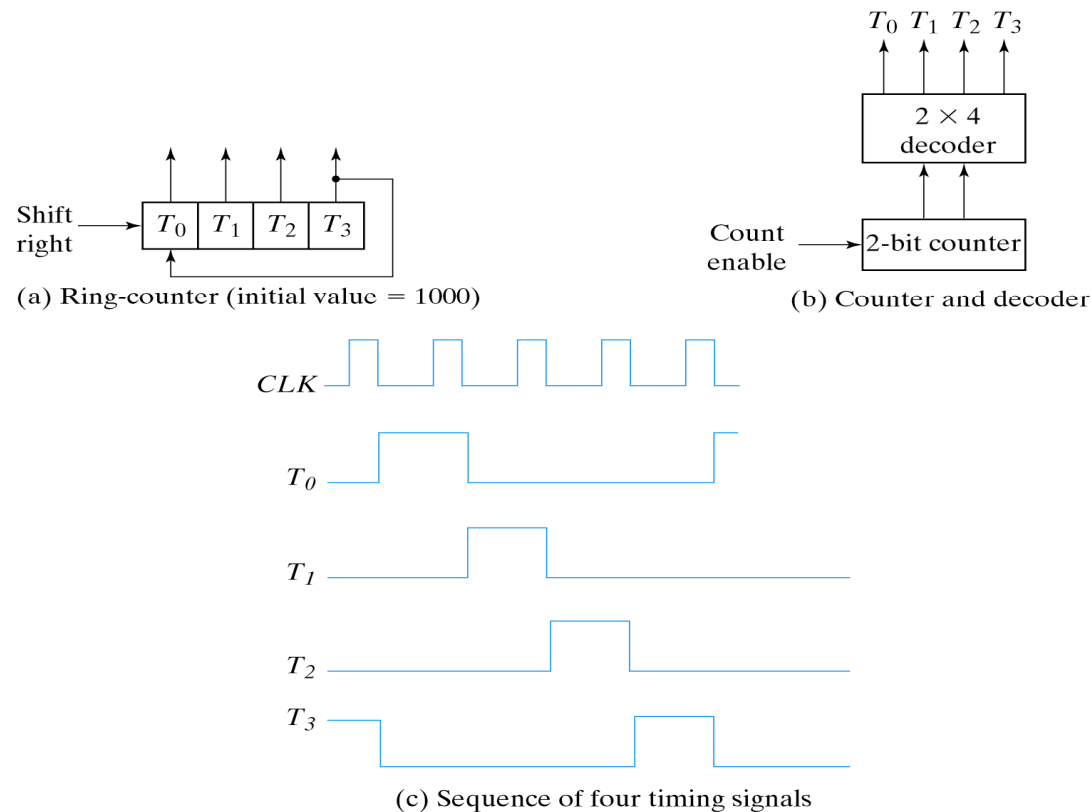 T0 T1 T2 T3
2 × 4
decoder
Shift
right
T0 T1 T2 T3
Count
enable
2-bit counter
(a) Ring-counter (initial value = 1000)
(b) Counter and decoder
CLK
T0
T1
T2
T3
(c) Sequence of four timing signals